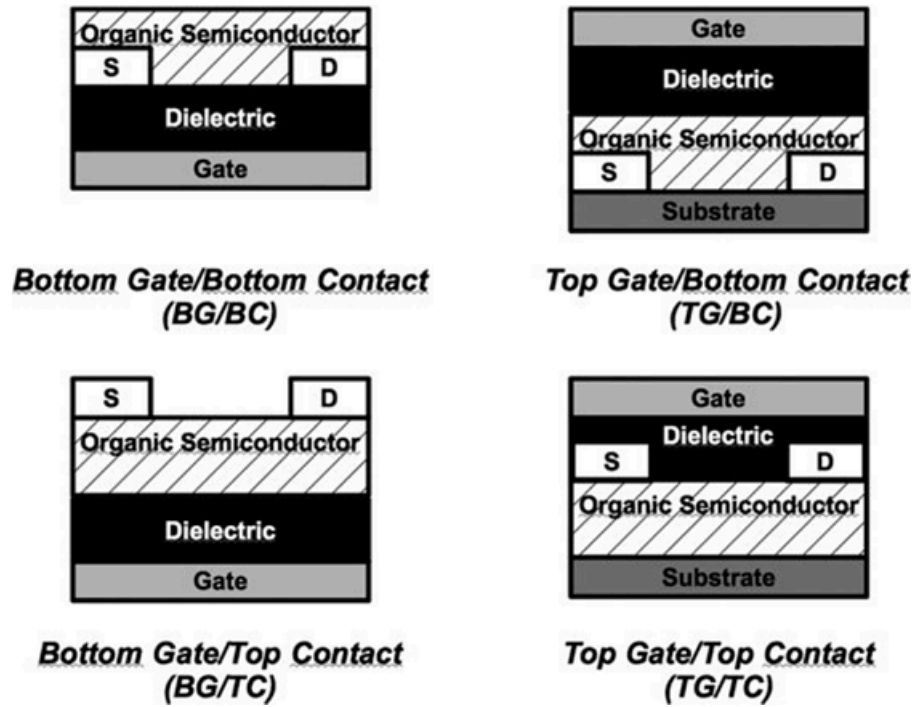 Organic Semiconductor
S D
Dielectric
Gate
Bottom Gate/Bottom Contact
(BG/BC)
Gate
Dielectric
Organic Semiconductor
S D
Substrate
Top Gate/Bottom Contact
(TG/BC)
S D
Organic Semiconductor
Dielectric
Gate
Bottom Gate/Top Contact
(BG/TC)
Gate
Dielectric
S D
Organic Semiconductor
Substrate
Top Gate/Top Contact
(TG/TC)